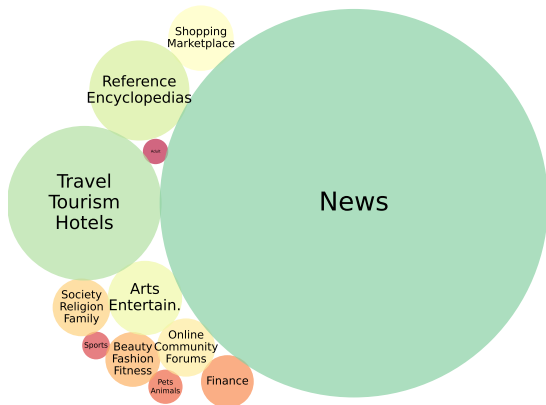 Shopping
Marketplace
Reference
Encyclopedias
Adult
Travel
Tourism
Hotels
News
Arts
Entertain.
Society
Religion
Family
Sports
Beauty
Fashion
Fitness
Online
Community
Forums
Pets
Animals
Finance